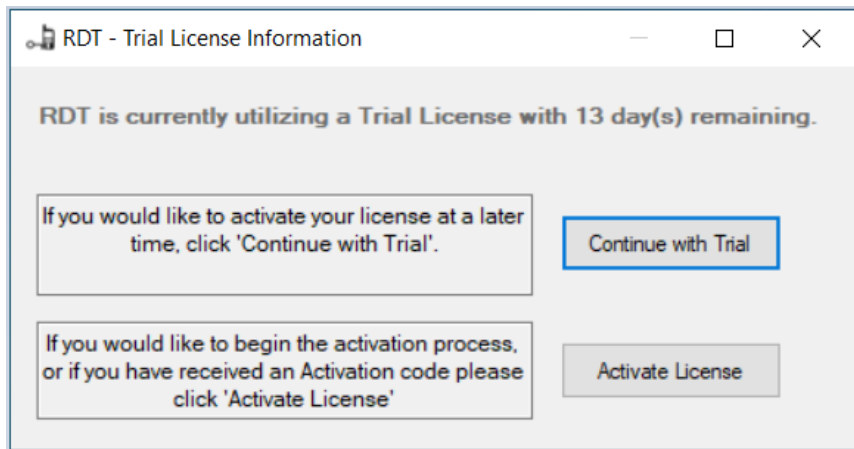 RDT - Trial License Information
RDT is currently utilizing a Trial License with 13 day(s) remaining.
If you would like to activate your license at a later
time, click 'Continue with Trial'.
Continue with Trial
If you would like to begin the activation process,
or if you have received an Activation code please
click 'Activate License'
Activate License